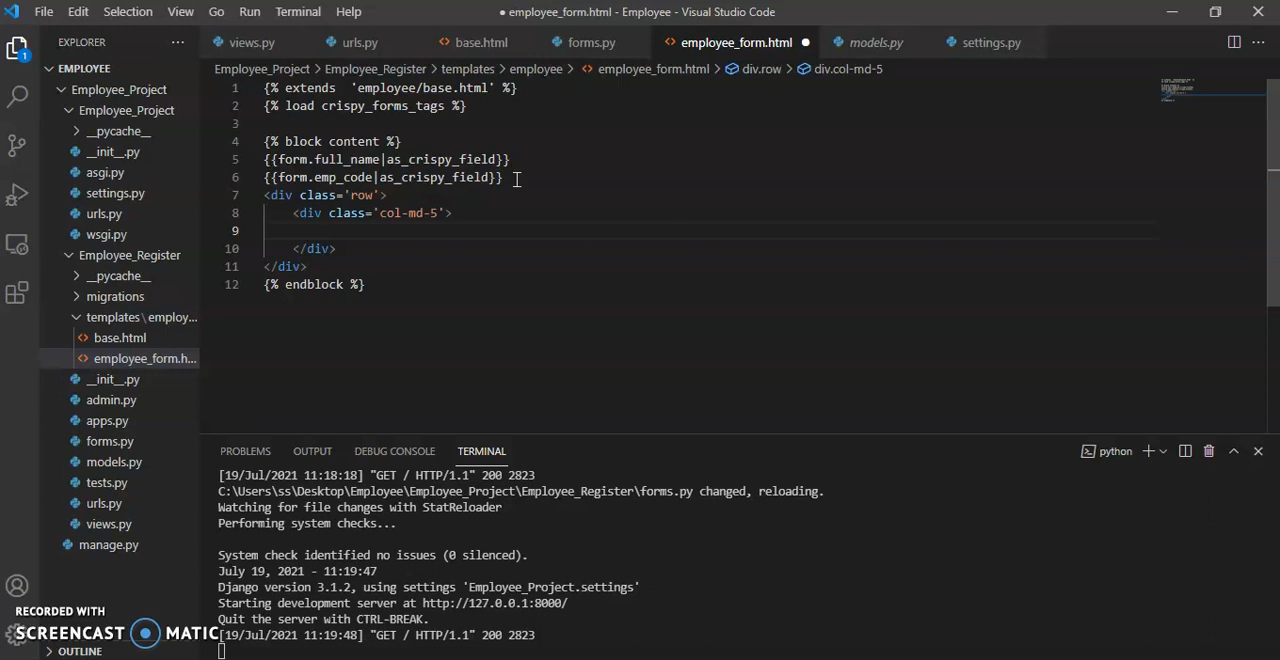 File Edit Selection View Go Run Terminal Help
● employee_form.html - Employee - Visual Studio Code
EXPLORER
1
EMPLOYEE
Employee_Project
Employee_Project
__pycache__
__init__.py
asgi.py
settings.py
urls.py
wsgi.py
Employee_Register
__pycache__
migrations
templates\employ...
base.html
employee_form.h...
__init__.py
admin.py
apps.py
forms.py
models.py
tests.py
urls.py
views.py
manage.py
OUTLINE
views.py urls.py base.html forms.py employee_form.html models.py settings.py
Employee_Project > Employee_Register > templates > employee > employee_form.html > div.row > div.col-md-5
1 {% extends  'employee/base.html' %}
2 {% load crispy_forms_tags %}
3
4 {% block content %}
5 {{form.full_name|as_crispy_field}}
6 {{form.emp_code|as_crispy_field}}
7 <div class='row'>
8     <div class='col-md-5'>
9
10     </div>
11 </div>
12 {% endblock %}
PROBLEMS OUTPUT DEBUG CONSOLE TERMINAL
python
[19/Jul/2021 11:18:18] "GET / HTTP/1.1" 200 2823
C:\Users\ss\Desktop\Employee\Employee_Project\Employee_Register\forms.py changed, reloading.
Watching for file changes with StatReloader
Performing system checks...
System check identified no issues (0 silenced).
July 19, 2021 - 11:19:47
Django version 3.1.2, using settings 'Employee_Project.settings'
Starting development server at http://127.0.0.1:8000/
Quit the server with CTRL-BREAK.
[19/Jul/2021 11:19:48] "GET / HTTP/1.1" 200 2823
RECORDED WITH
SCREENCAST MATIC